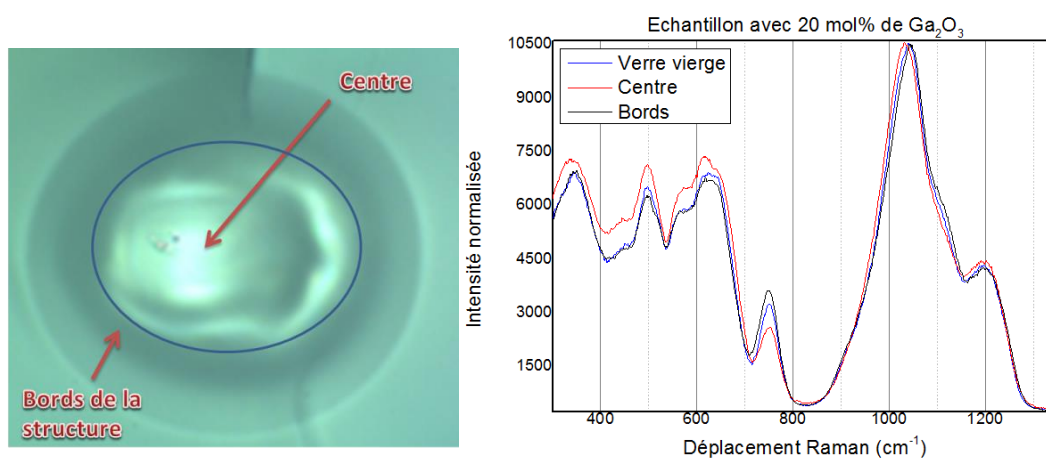 Centre
Bords de la
structure
Echantillon avec 20 mol% de Ga₂O₃
Verre vierge
Centre
Bords
Intensité normalisée
10500
9000
7500
6000
4500
3000
1500
400
600
800
1000
1200
Déplacement Raman (cm⁻¹)